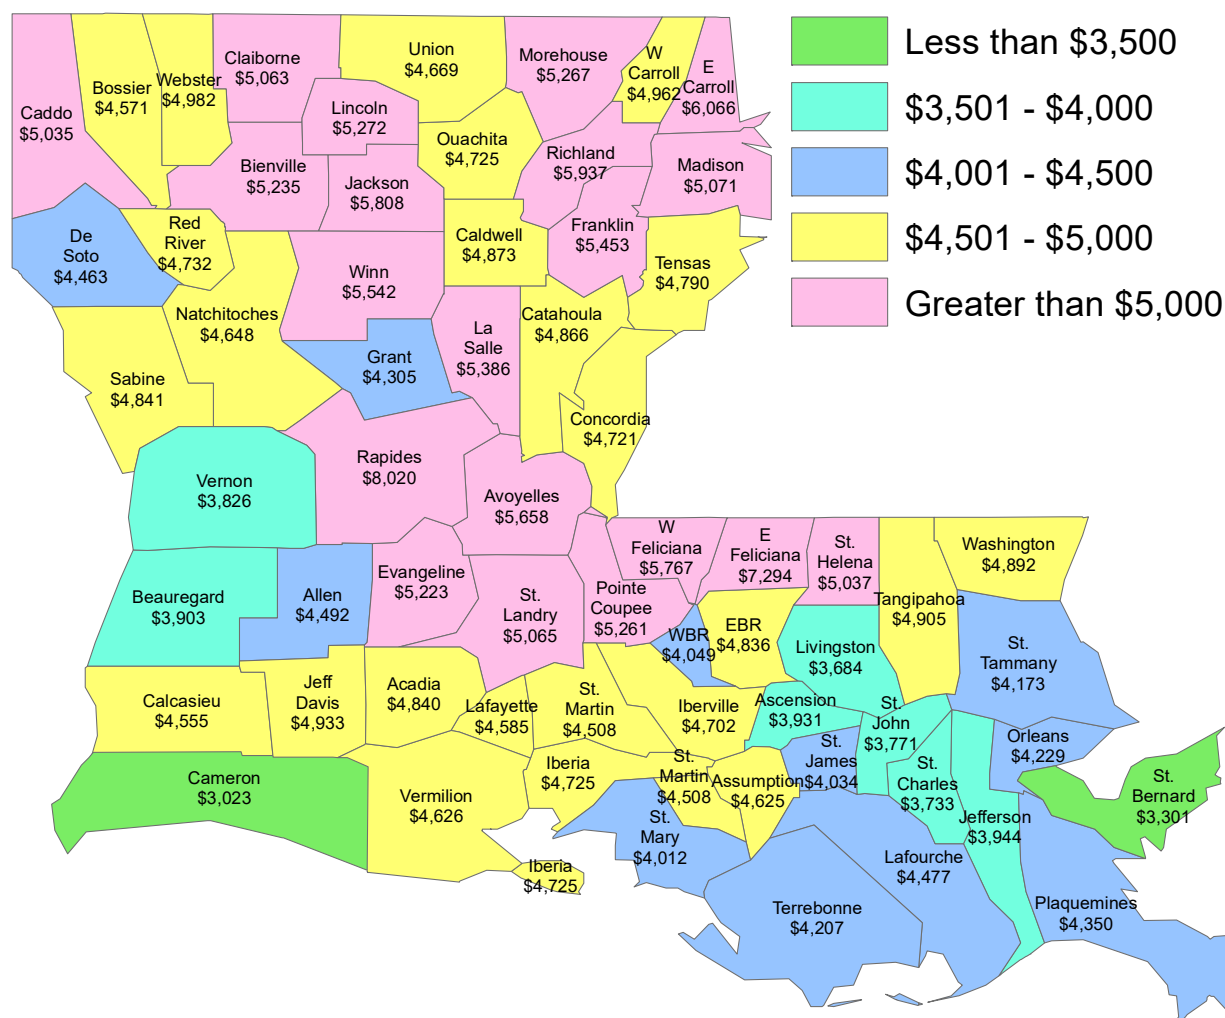 Less than $3,500
$3,501 - $4,000
$4,001 - $4,500
$4,501 - $5,000
Greater than $5,000
Caddo
$5,035
Bossier
$4,571
Webster
$4,982
Claiborne
$5,063
Lincoln
$5,272
Union
$4,669
Morehouse
$5,267
W
Carroll
$4,962
E
Carroll
$6,066
Bienville
$5,235
Jackson
$5,808
Ouachita
$4,725
Richland
$5,937
Madison
$5,071
De
Soto
$4,463
Red
River
$4,732
Winn
$5,542
Caldwell
$4,873
Franklin
$5,453
Tensas
$4,790
Natchitoches
$4,648
Grant
$4,305
La
Salle
$5,386
Catahoula
$4,866
Sabine
$4,841
Concordia
$4,721
Vernon
$3,826
Rapides
$8,020
Avoyelles
$5,658
W
Feliciana
$5,767
E
Feliciana
$7,294
St.
Helena
$5,037
Washington
$4,892
Beauregard
$3,903
Allen
$4,492
Evangeline
$5,223
St.
Landry
$5,065
Pointe
Coupee
$5,261
Tangipahoa
$4,905
WBR
$4,049
EBR
$4,836
Livingston
$3,684
St.
Tammany
$4,173
Calcasieu
$4,555
Jeff
Davis
$4,933
Acadia
$4,840
Lafayette
$4,585
St.
Martin
$4,508
Iberville
$4,702
Ascension
$3,931
St.
John
$3,771
Orleans
$4,229
Cameron
$3,023
Vermilion
$4,626
Iberia
$4,725
St.
Martin
$4,508
Assumption
$4,625
St.
James
$4,034
St.
Charles
$3,733
St.
Bernard
$3,301
St.
Mary
$4,012
Jefferson
$3,944
Iberia
$4,725
Lafourche
$4,477
Terrebonne
$4,207
Plaquemines
$4,350